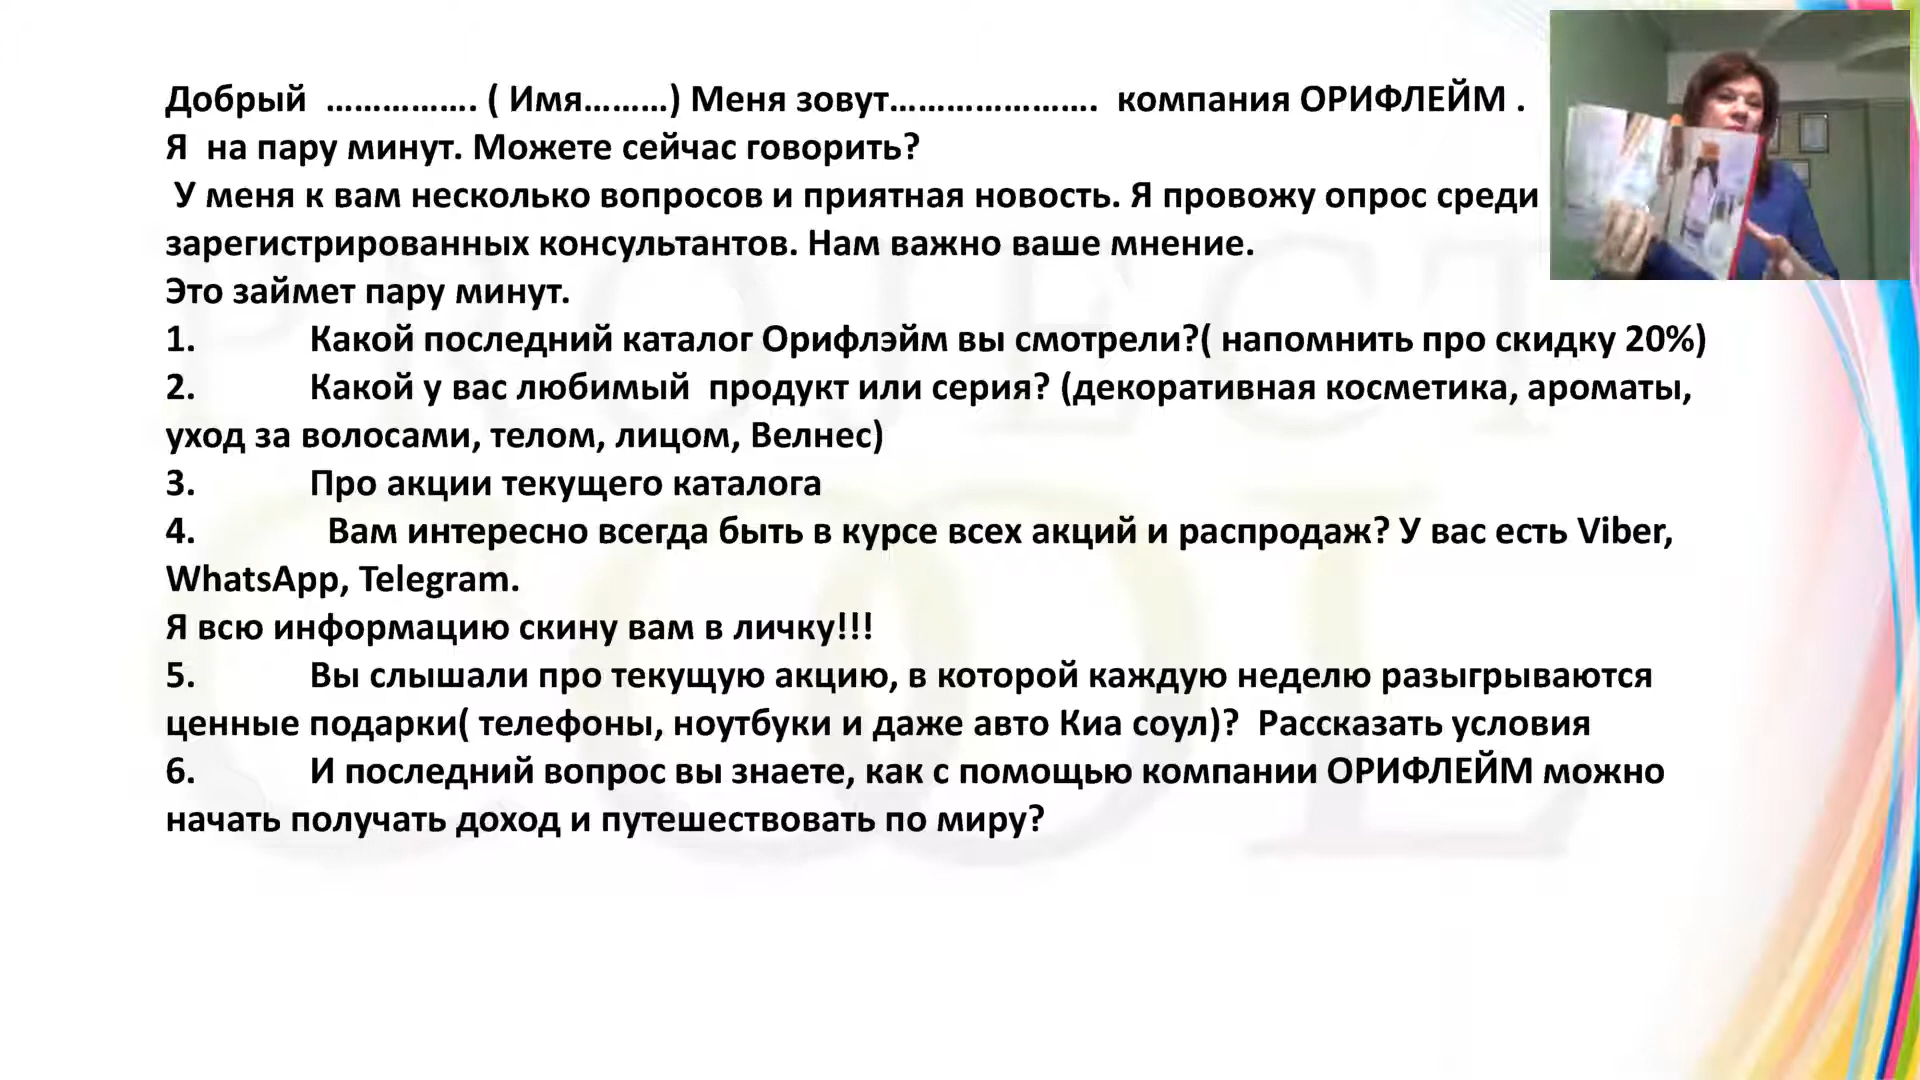 Добрый ……………. ( Имя………) Меня зовут…………………. компания ОРИФЛЕЙМ .
Я на пару минут. Можете сейчас говорить?
У меня к вам несколько вопросов и приятная новость. Я провожу опрос среди
зарегистрированных консультантов. Нам важно ваше мнение.
Это займет пару минут.
1. Какой последний каталог Орифлэйм вы смотрели?( напомнить про скидку 20%)
2. Какой у вас любимый продукт или серия? (декоративная косметика, ароматы,
уход за волосами, телом, лицом, Велнес)
3. Про акции текущего каталога
4. Вам интересно всегда быть в курсе всех акций и распродаж? У вас есть Viber,
WhatsApp, Telegram.
Я всю информацию скину вам в личку!!!
5. Вы слышали про текущую акцию, в которой каждую неделю разыгрываются
ценные подарки( телефоны, ноутбуки и даже авто Киа соул)? Рассказать условия
6. И последний вопрос вы знаете, как с помощью компании ОРИФЛЕЙМ можно
начать получать доход и путешествовать по миру?
PROJECT
COOL